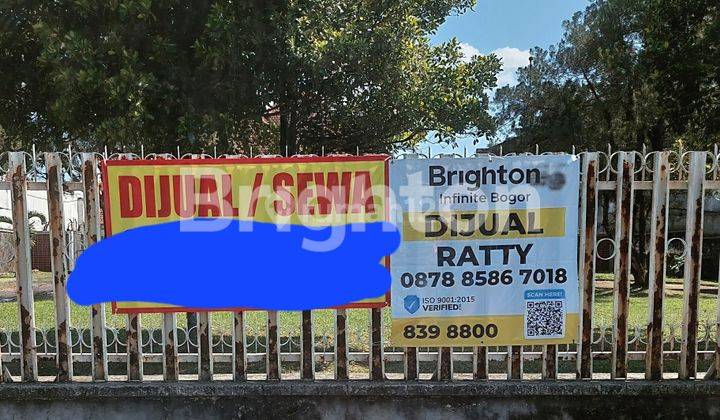 DIJUAL / SEWA
Brighton
Infinite Bogor
DIJUAL
RATTY
0878 8586 7018
ISO 9001:2015
VERIFIED!
SCAN HERE!
839 8800
Brighton